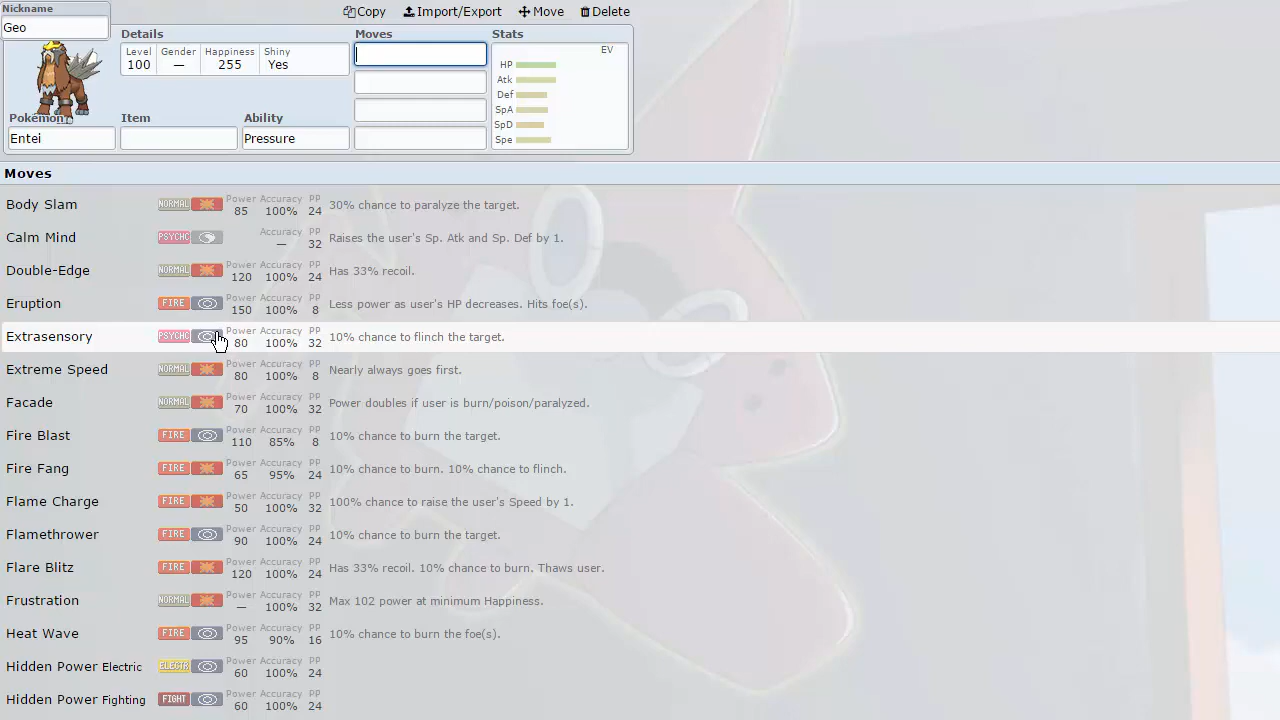 Nickname
Geo
Copy Import/Export Move Delete
Details
Level Gender Happiness Shiny
100 — 255 Yes
Moves
Stats
EV
HP
Atk
Def
SpA
SpD
Spe
Pokémon Item Ability
Entei Pressure
Moves
Body Slam NORMAL Power 85 Accuracy 100% PP 24 30% chance to paralyze the target.
Calm Mind PSYCHC Accuracy — PP 32 Raises the user's Sp. Atk and Sp. Def by 1.
Double-Edge NORMAL Power 120 Accuracy 100% PP 24 Has 33% recoil.
Eruption FIRE Power 150 Accuracy 100% PP 8 Less power as user's HP decreases. Hits foe(s).
Extrasensory PSYCHC Power 80 Accuracy 100% PP 32 10% chance to flinch the target.
Extreme Speed NORMAL Power 80 Accuracy 100% PP 8 Nearly always goes first.
Facade NORMAL Power 70 Accuracy 100% PP 32 Power doubles if user is burn/poison/paralyzed.
Fire Blast FIRE Power 110 Accuracy 85% PP 8 10% chance to burn the target.
Fire Fang FIRE Power 65 Accuracy 95% PP 24 10% chance to burn. 10% chance to flinch.
Flame Charge FIRE Power 50 Accuracy 100% PP 32 100% chance to raise the user's Speed by 1.
Flamethrower FIRE Power 90 Accuracy 100% PP 24 10% chance to burn the target.
Flare Blitz FIRE Power 120 Accuracy 100% PP 24 Has 33% recoil. 10% chance to burn. Thaws user.
Frustration NORMAL Power — Accuracy 100% PP 32 Max 102 power at minimum Happiness.
Heat Wave FIRE Power 95 Accuracy 90% PP 16 10% chance to burn the foe(s).
Hidden Power Electric ELECTR Power 60 Accuracy 100% PP 24
Hidden Power Fighting FIGHT Power 60 Accuracy 100% PP 24